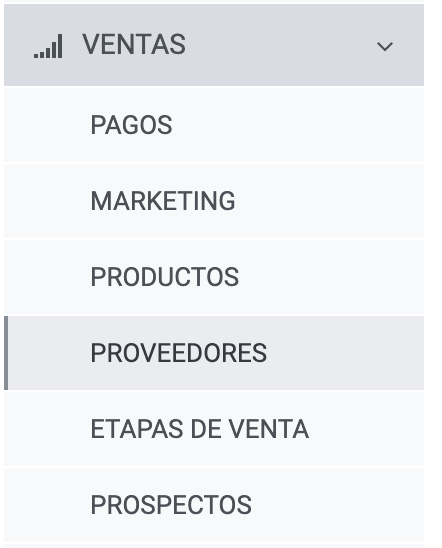 VENTAS
PAGOS
MARKETING
PRODUCTOS
PROVEEDORES
ETAPAS DE VENTA
PROSPECTOS